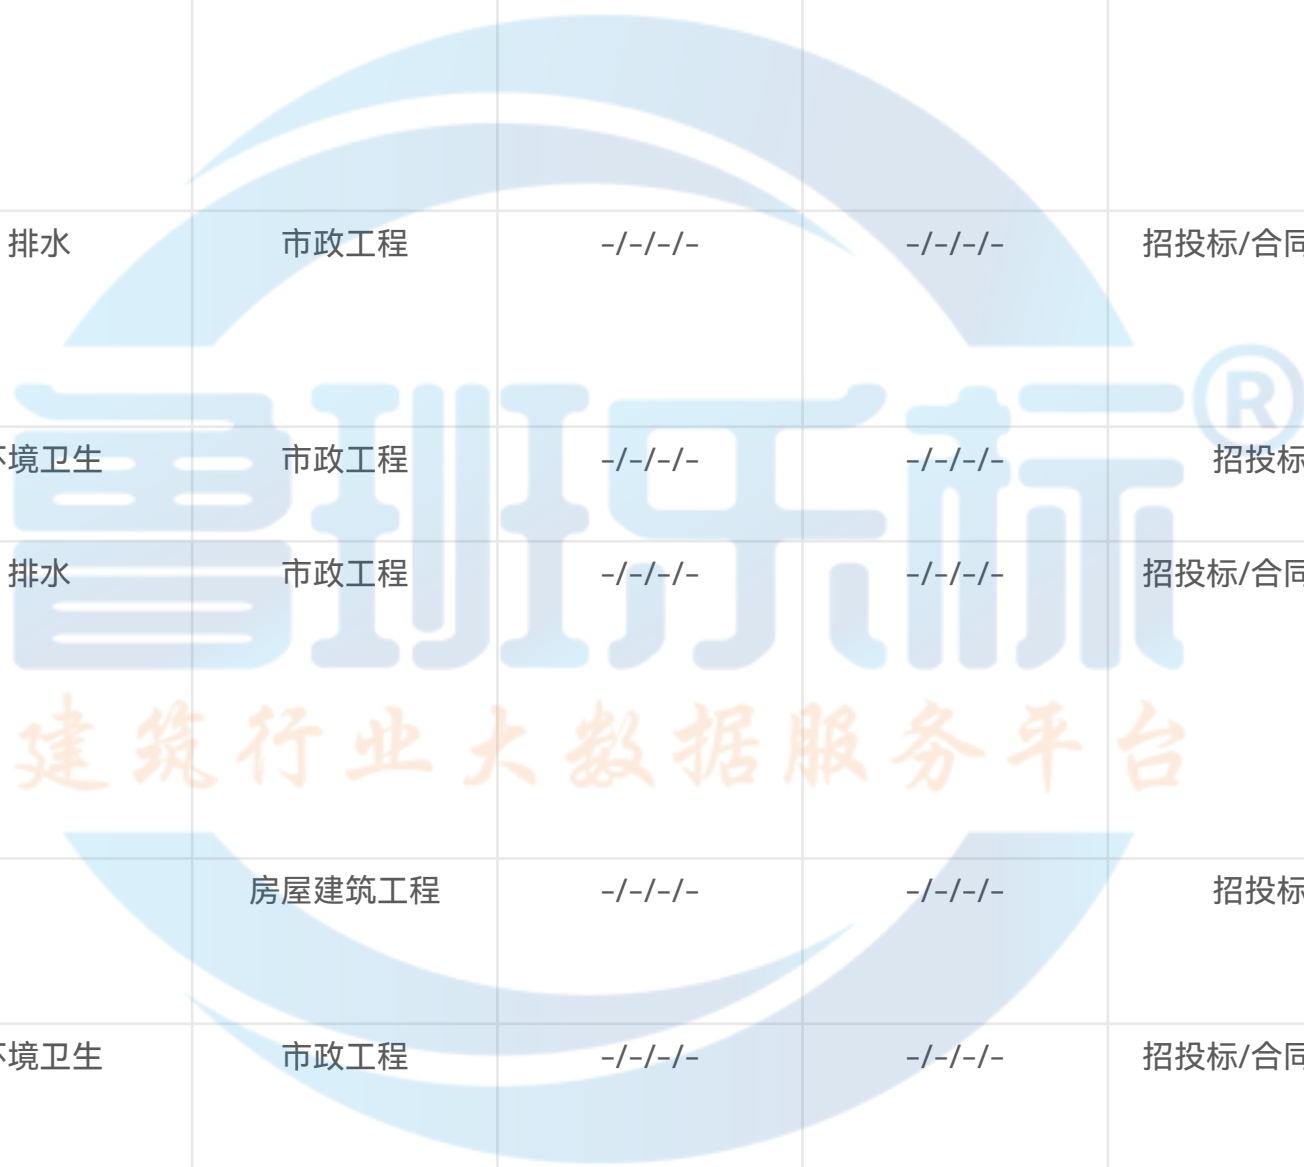 排水 市政工程 -/-/-/- -/-/-/- 招投标/合同
境卫生 市政工程 -/-/-/- -/-/-/- 招投标
排水 市政工程 -/-/-/- -/-/-/- 招投标/合同
房屋建筑工程 -/-/-/- -/-/-/- 招投标
境卫生 市政工程 -/-/-/- -/-/-/- 招投标/合同
鲁班乐标®
建筑行业大数据服务平台